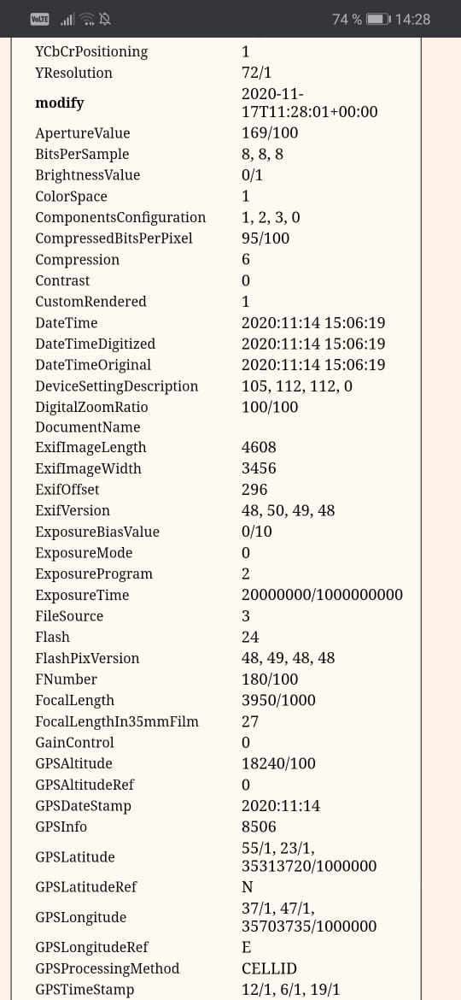 VoLTE 74 % 14:28
YCbCrPositioning 1
YResolution 72/1
modify 2020-11-
17T11:28:01+00:00
ApertureValue 169/100
BitsPerSample 8, 8, 8
BrightnessValue 0/1
ColorSpace 1
ComponentsConfiguration 1, 2, 3, 0
CompressedBitsPerPixel 95/100
Compression 6
Contrast 0
CustomRendered 1
DateTime 2020:11:14 15:06:19
DateTimeDigitized 2020:11:14 15:06:19
DateTimeOriginal 2020:11:14 15:06:19
DeviceSettingDescription 105, 112, 112, 0
DigitalZoomRatio 100/100
DocumentName
ExifImageLength 4608
ExifImageWidth 3456
ExifOffset 296
ExifVersion 48, 50, 49, 48
ExposureBiasValue 0/10
ExposureMode 0
ExposureProgram 2
ExposureTime 20000000/1000000000
FileSource 3
Flash 24
FlashPixVersion 48, 49, 48, 48
FNumber 180/100
FocalLength 3950/1000
FocalLengthIn35mmFilm 27
GainControl 0
GPSAltitude 18240/100
GPSAltitudeRef 0
GPSDateStamp 2020:11:14
GPSInfo 8506
GPSLatitude 55/1, 23/1,
35313720/1000000
GPSLatitudeRef N
GPSLongitude 37/1, 47/1,
35703735/1000000
GPSLongitudeRef E
GPSProcessingMethod CELLID
GPSTimeStamp 12/1, 6/1, 19/1